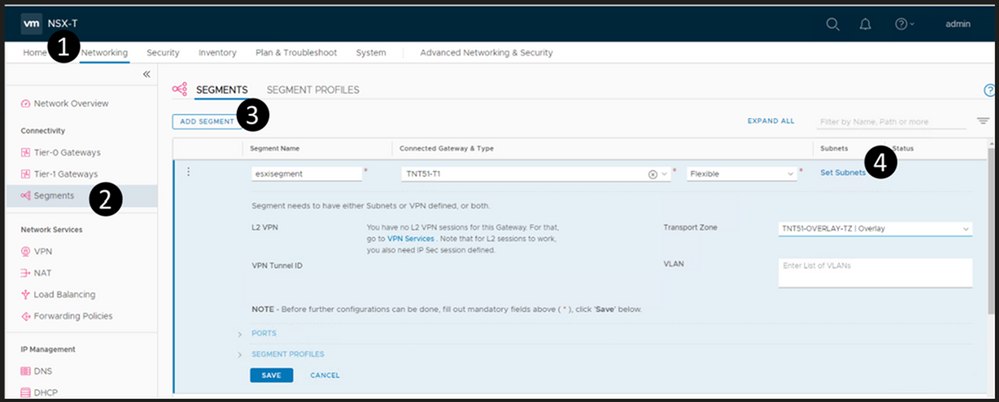 vm NSX-T admin
1
Home Networking Security Inventory Plan & Troubleshoot System Advanced Networking & Security
«
Network Overview
Connectivity
Tier-0 Gateways
Tier-1 Gateways
Segments
2
Network Services
VPN
NAT
Load Balancing
Forwarding Policies
IP Management
DNS
DHCP
SEGMENTS SEGMENT PROFILES
ADD SEGMENT
3
EXPAND ALL Filter by Name, Path or more
Segment Name Connected Gateway & Type Subnets Status
4
esxisegment * TNT51-T1 * Flexible * Set Subnets
Segment needs to have either Subnets or VPN defined, or both.
L2 VPN You have no L2 VPN sessions for this Gateway. For that,
go to VPN Services . Note that for L2 sessions to work,
you also need IP Sec session defined.
Transport Zone TNT51-OVERLAY-TZ | Overlay
VPN Tunnel ID
VLAN Enter List of VLANs
NOTE - Before further configurations can be done, fill out mandatory fields above ( * ), click 'Save' below.
PORTS
SEGMENT PROFILES
SAVE CANCEL